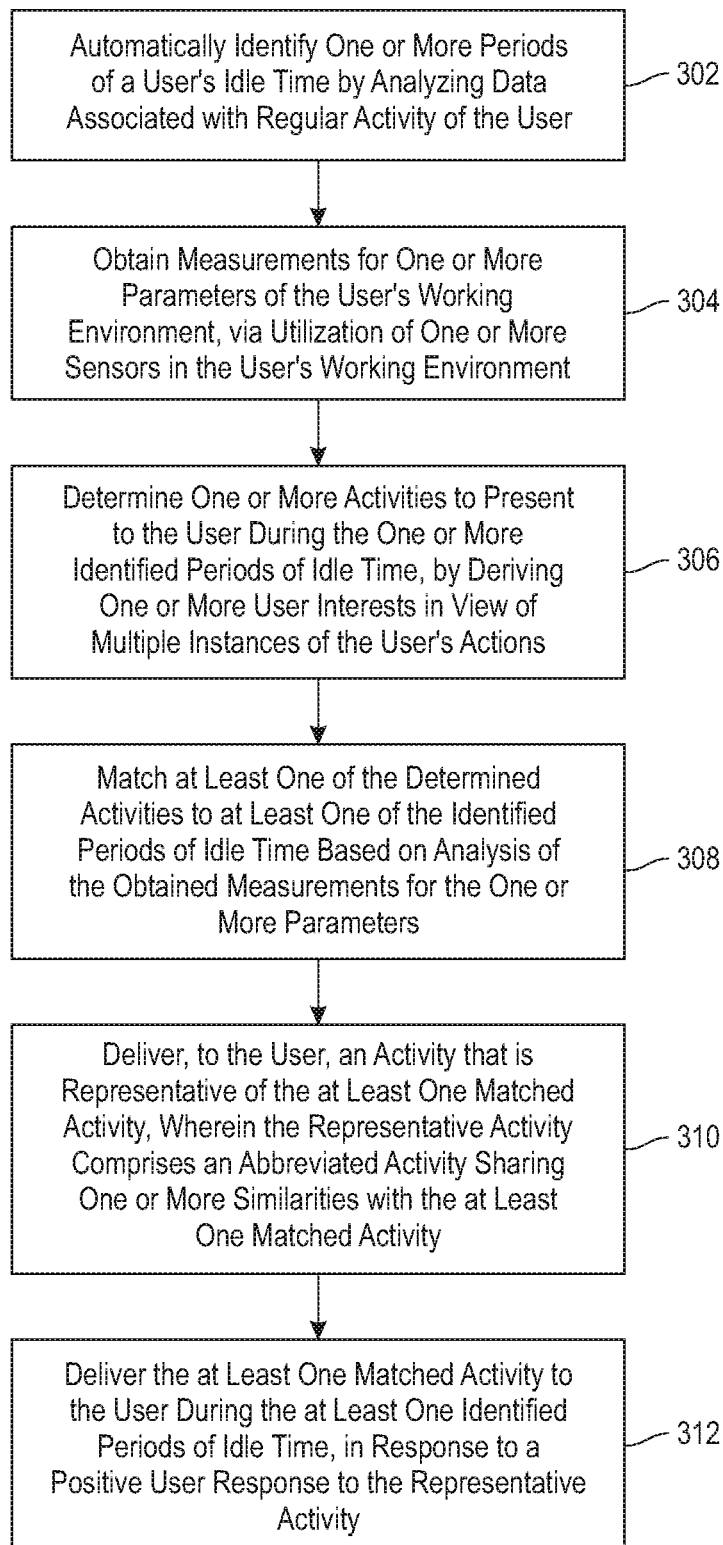 Automatically Identify One or More Periods
of a User's Idle Time by Analyzing Data
Associated with Regular Activity of the User
302
Obtain Measurements for One or More
Parameters of the User's Working
Environment, via Utilization of One or More
Sensors in the User's Working Environment
304
Determine One or More Activities to Present
to the User During the One or More
Identified Periods of Idle Time, by Deriving
One or More User Interests in View of
Multiple Instances of the User's Actions
306
Match at Least One of the Determined
Activities to at Least One of the Identified
Periods of Idle Time Based on Analysis of
the Obtained Measurements for the One or
More Parameters
308
Deliver, to the User, an Activity that is
Representative of the at Least One Matched
Activity, Wherein the Representative Activity
Comprises an Abbreviated Activity Sharing
One or More Similarities with the at Least
One Matched Activity
310
Deliver the at Least One Matched Activity to
the User During the at Least One Identified
Periods of Idle Time, in Response to a
Positive User Response to the Representative
Activity
312